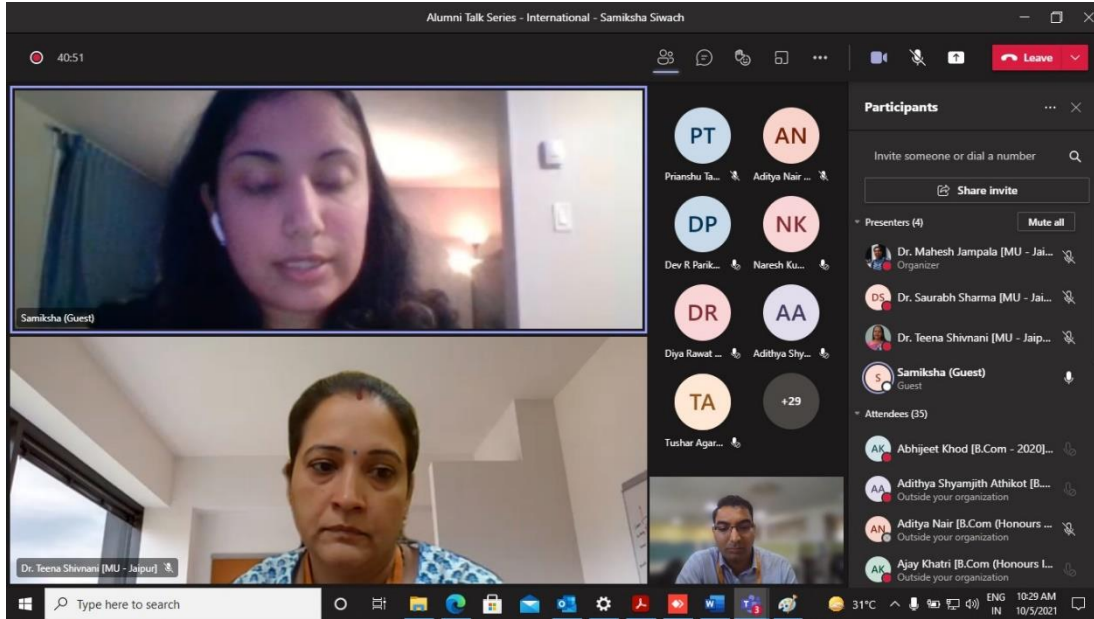 Alumni Talk Series - International - Samiksha Siwach
40:51
Leave
Samiksha (Guest)
Dr. Teena Shivnani [MU - Jaipur]
PT
AN
Prianshu Ta...
Aditya Nair ...
DP
NK
Dev R Parik...
Naresh Ku...
DR
AA
Diya Rawat ...
Adithya Shy...
TA
+29
Tushar Agar...
Participants
Invite someone or dial a number
Share invite
Presenters (4)
Mute all
Dr. Mahesh Jampala [MU - Jai...
Organizer
DS
Dr. Saurabh Sharma [MU - Jai...
Dr. Teena Shivnani [MU - Jaip...
S
Samiksha (Guest)
Guest
Attendees (35)
AK
Abhijeet Khod [B.Com - 2020]...
AA
Adithya Shyamjith Athikot [B....
Outside your organization
AN
Aditya Nair [B.Com (Honours ...
Outside your organization
AK
Ajay Khatri [B.Com (Honours I...
Outside your organization
Type here to search
31°C
ENG
IN
10:29 AM
10/5/2021